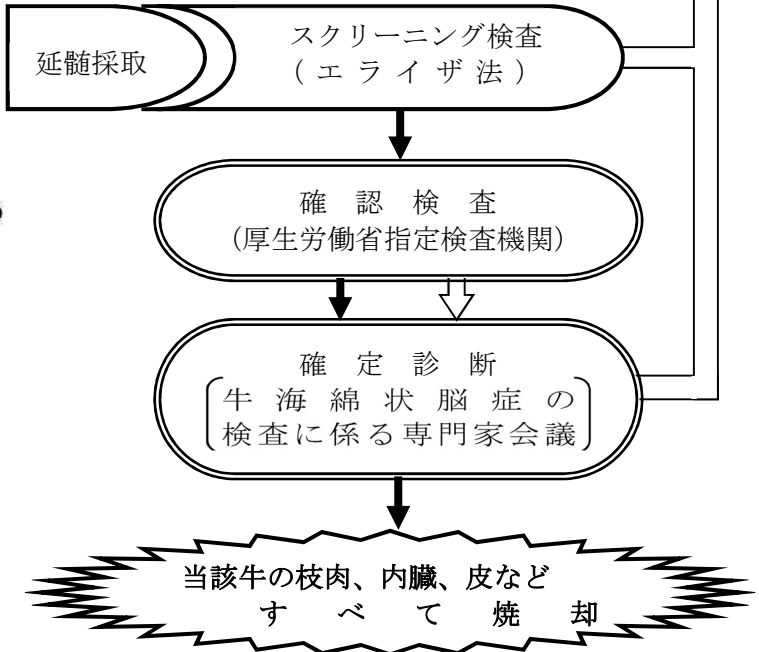 延髄採取
スクリーニング検査
(エライザ法)
確認検査
(厚生労働省指定検査機関)
確定診断
牛海綿状脳症の
検査に係る専門家会議
当該牛の枝肉、内臓、皮など
すべて焼却